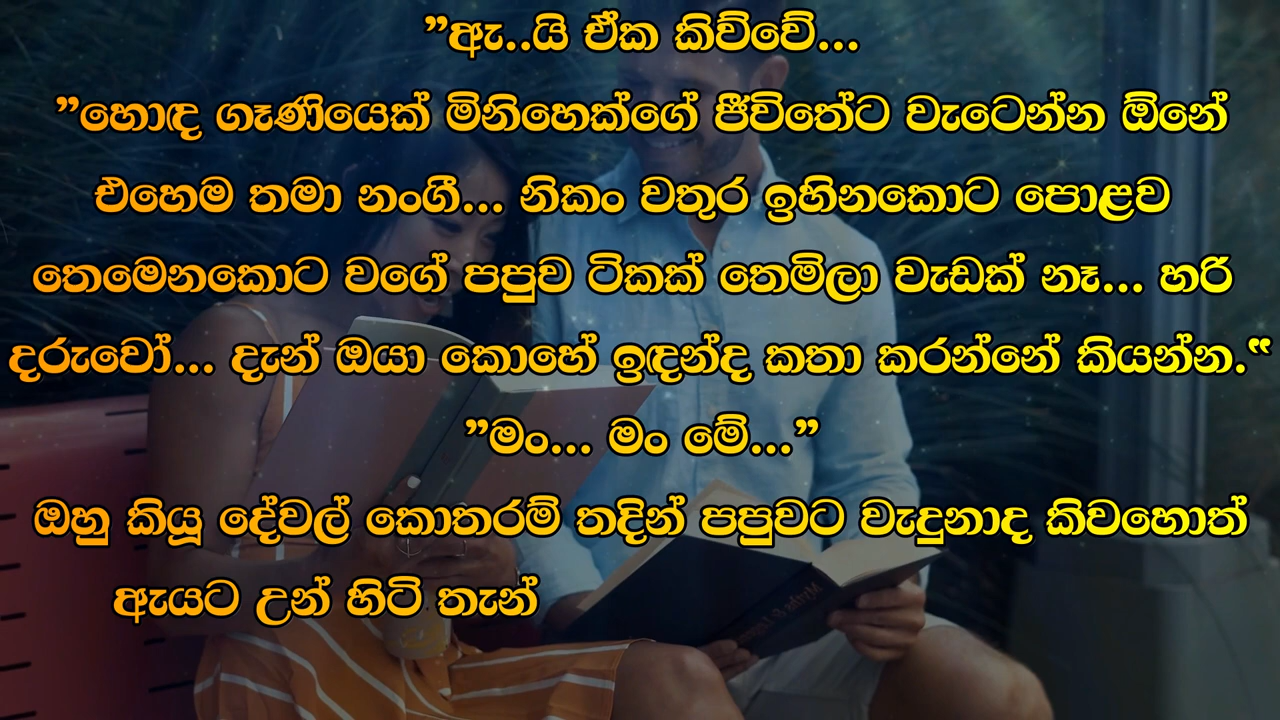 ”ඇ..යි ඒක කිව්වේ...
”හොඳ ගෑණියෙක් මිනිහෙක්ගේ ජීවිතේට වැටෙන්න ඕනේ
එහෙම තමා නංගී... නිකං වතුර ඉහිනකොට පොළව
තෙමෙනකොට වගේ පපුව ටිකක් තෙමිලා වැඩක් නෑ... හරි
දරුවෝ... දැන් ඔයා කොහේ ඉඳන්ද කතා කරන්නේ කියන්න.“
”මං... මං මේ...”
ඔහු කියූ දේවල් කොතරම් තදින් පපුවට වැදුනාද කිවහොත්
ඇයට උන් හිටි තැන්